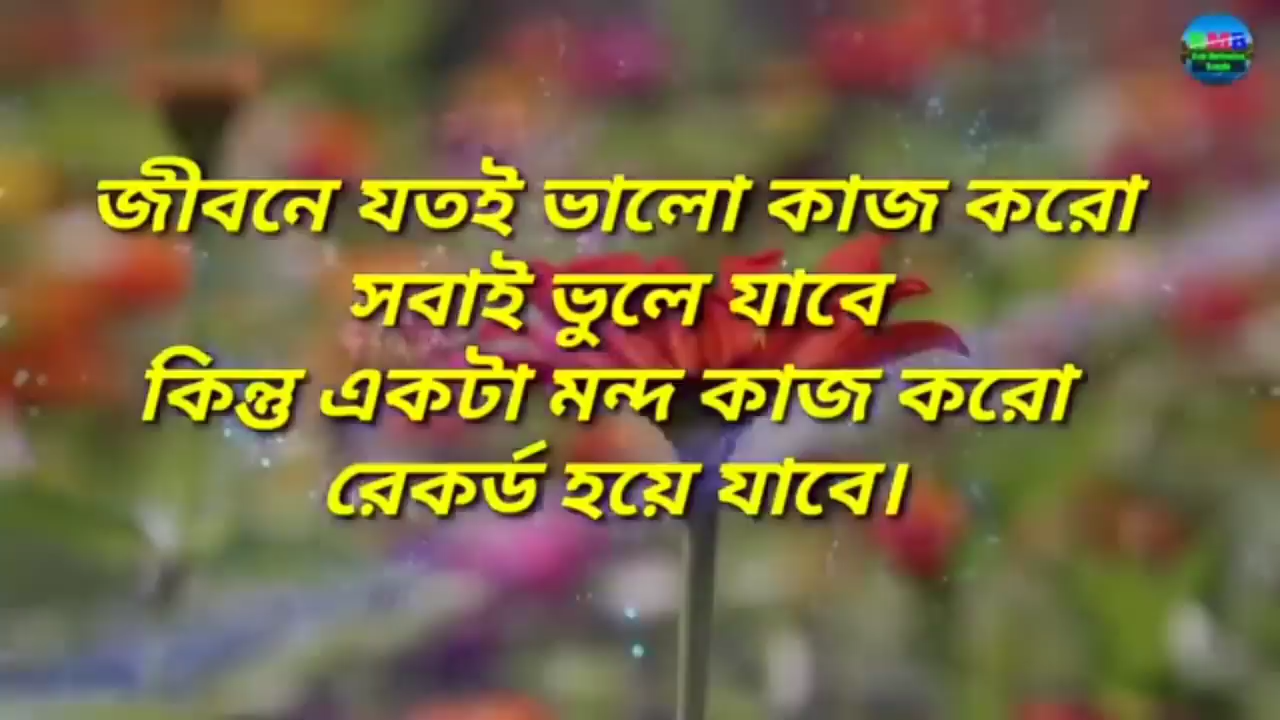 জীবনে যতই ভালো কাজ করো
সবাই ভুলে যাবে
কিন্তু একটা মন্দ কাজ করো
রেকর্ড হয়ে যাবে।